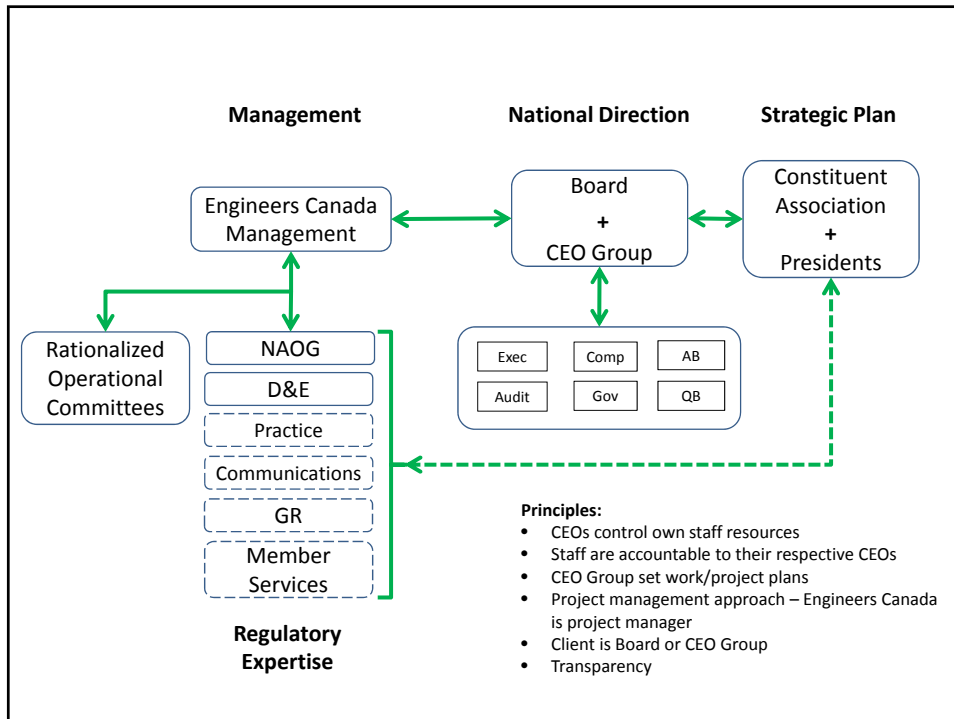 Management
National Direction
Strategic Plan
Engineers Canada
Management
Board
+
CEO Group
Constituent
Association
+
Presidents
Rationalized
Operational
Committees
NAOG
D&E
Practice
Communications
GR
Member
Services
Regulatory
Expertise
Exec
Comp
AB
Audit
Gov
QB
Principles:
• CEOs control own staff resources
• Staff are accountable to their respective CEOs
• CEO Group set work/project plans
• Project management approach – Engineers Canada
is project manager
• Client is Board or CEO Group
• Transparency